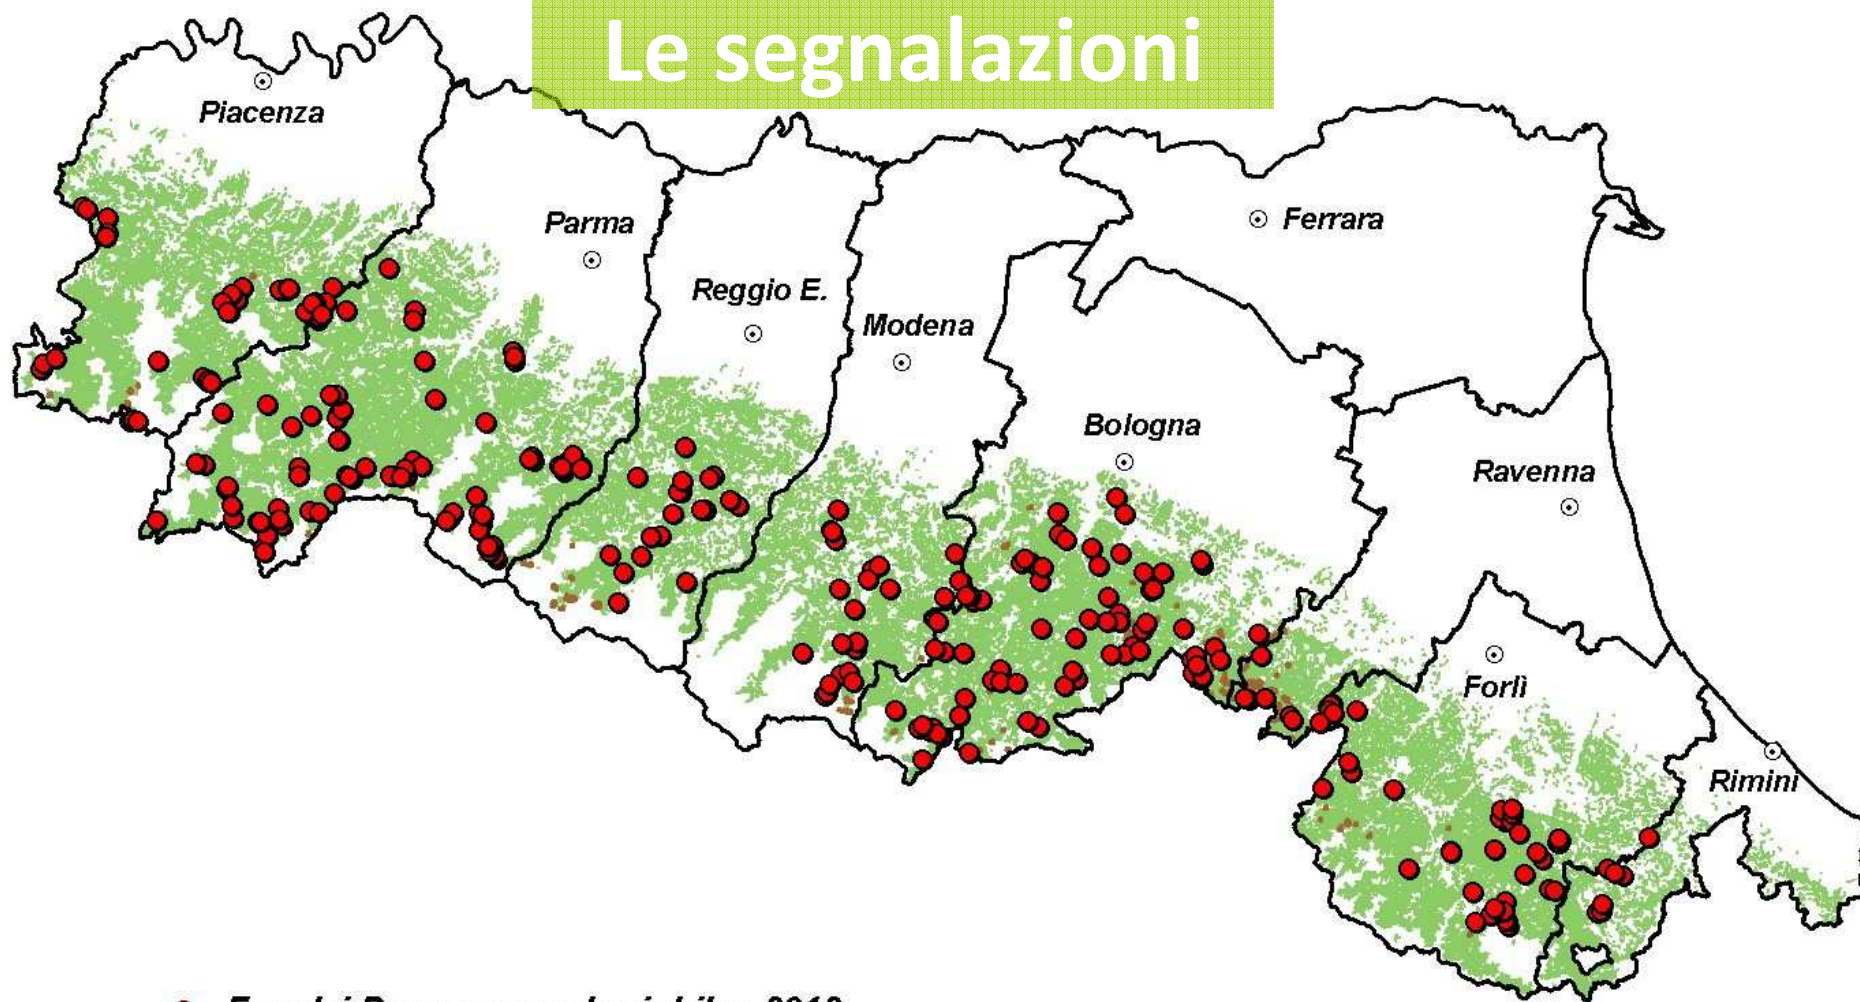 Le segnalazioni
Piacenza
Parma
Ferrara
Reggio E.
Modena
Bologna
Ravenna
Forlì
Rimini